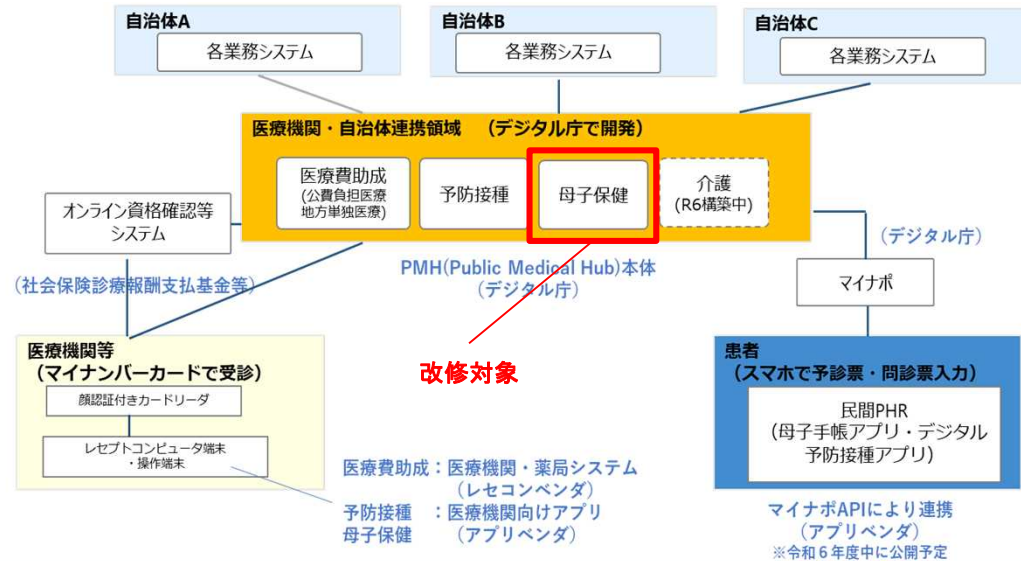 自治体A
各業務システム
自治体B
各業務システム
自治体C
各業務システム
医療機関・自治体連携領域　（デジタル庁で開発）
医療費助成
(公費負担医療
地方単独医療)
予防接種
母子保健
介護
(R6構築中)
オンライン資格確認等
システム
（社会保険診療報酬支払基金等）
PMH(Public Medical Hub)本体
（デジタル庁）
（デジタル庁）
マイナポ
改修対象
医療機関等
（マイナンバーカードで受診）
顔認証付きカードリーダ
レセプトコンピュータ端末
・操作端末
医療費助成：医療機関・薬局システム
（レセコンベンダ）
予防接種　：医療機関向けアプリ
母子保健　　（アプリベンダ）
患者
（スマホで予診票・問診票入力）
民間PHR
（母子手帳アプリ・デジタル
予防接種アプリ）
マイナポAPIにより連携
（アプリベンダ）
※令和６年度中に公開予定